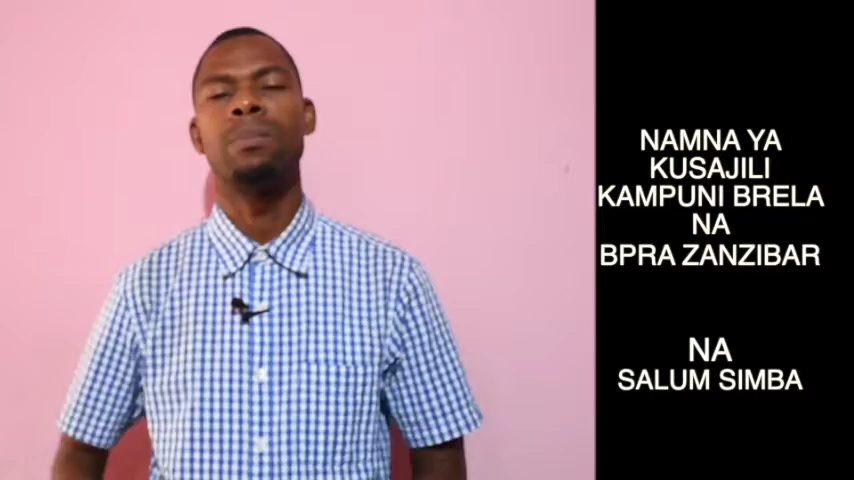 NAMNA YA
KUSAJILI
KAMPUNI BRELA
NA
BPRA ZANZIBAR
NA
SALUM SIMBA